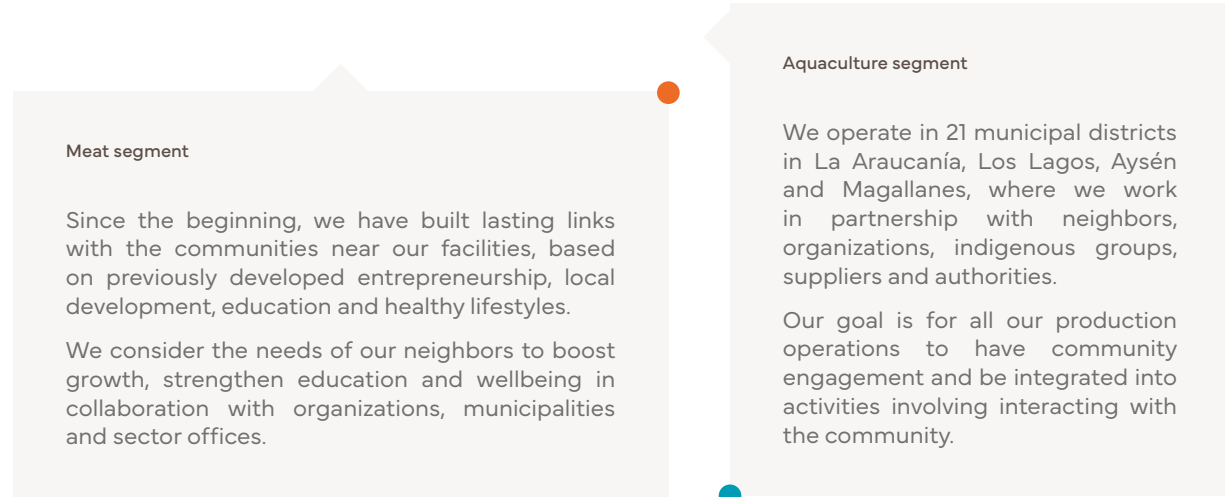 Meat segment
Since the beginning, we have built lasting links
with the communities near our facilities, based
on previously developed entrepreneurship, local
development, education and healthy lifestyles.
We consider the needs of our neighbors to boost
growth, strengthen education and wellbeing in
collaboration with organizations, municipalities
and sector offices.
Aquaculture segment
We operate in 21 municipal districts
in La Araucanía, Los Lagos, Aysén
and Magallanes, where we work
in partnership with neighbors,
organizations, indigenous groups,
suppliers and authorities.
Our goal is for all our production
operations to have community
engagement and be integrated into
activities involving interacting with
the community.